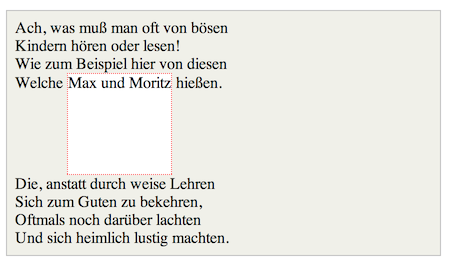 Ach, was muß man oft von bösen
Kindern hören oder lesen!
Wie zum Beispiel hier von diesen
Welche Max und Moritz hießen.
Die, anstatt durch weise Lehren
Sich zum Guten zu bekehren,
Oftmals noch darüber lachten
Und sich heimlich lustig machten.